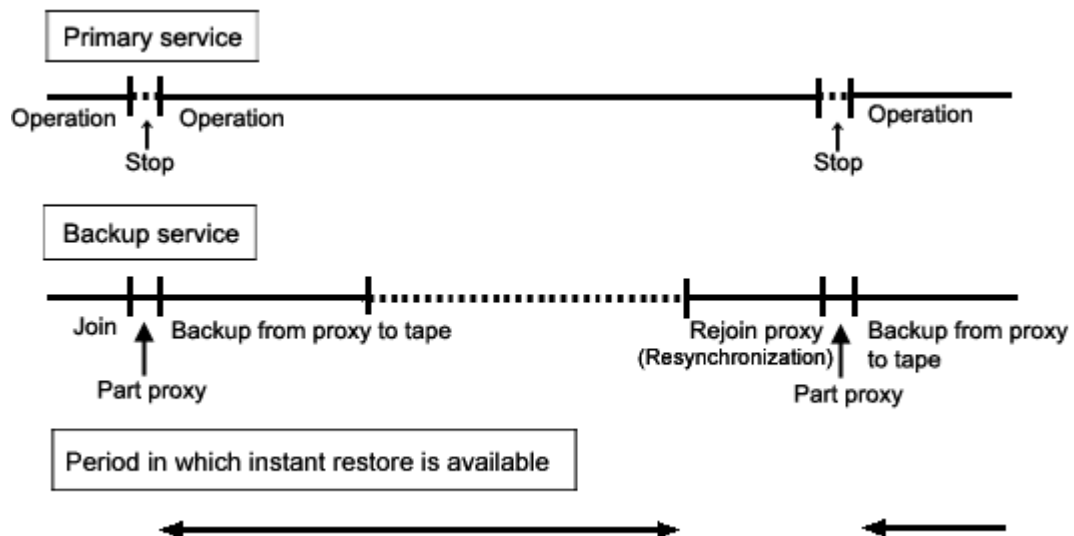 Primary service
Operation
Operation
Operation
Stop
Stop
Backup service
Join
Backup from proxy to tape
Rejoin proxy
(Resynchronization)
Backup from proxy
to tape
Part proxy
Part proxy
Period in which instant restore is available